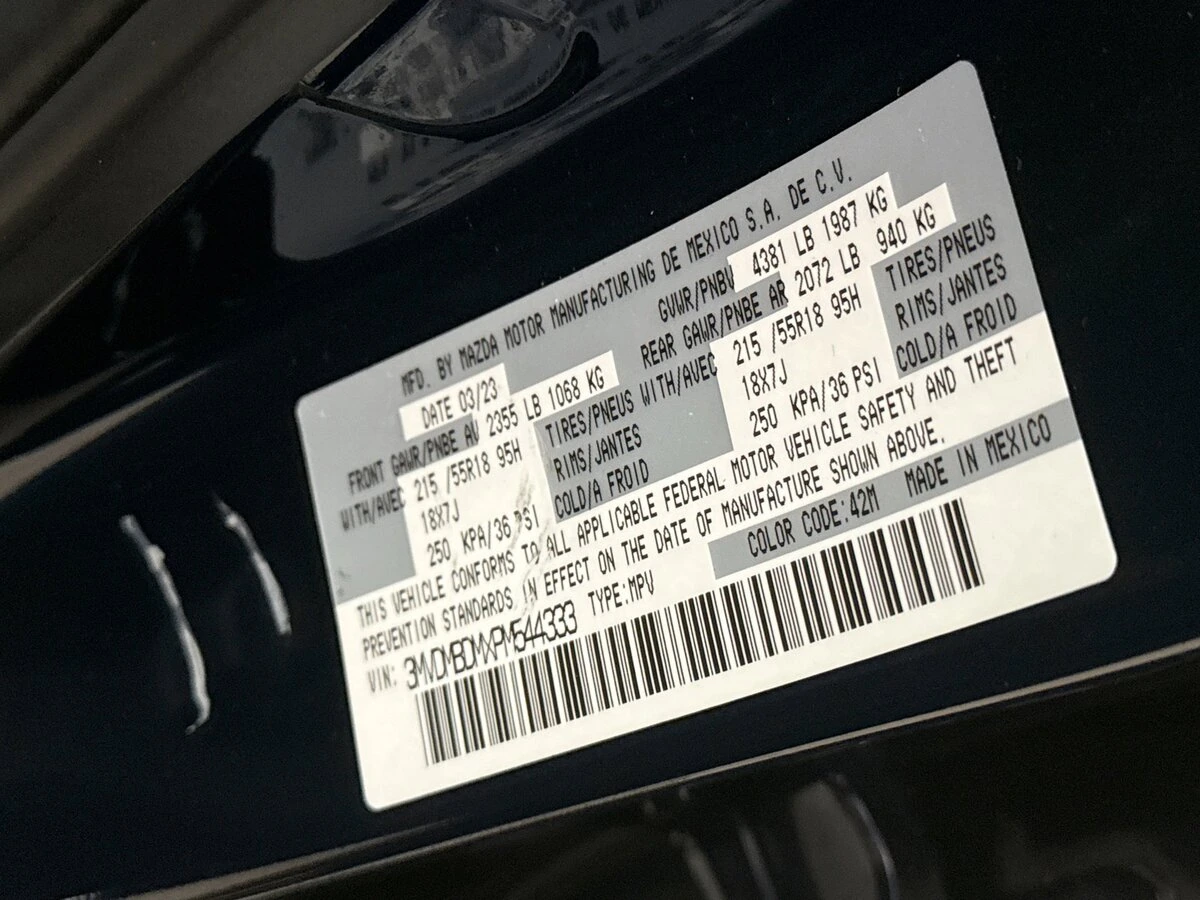 MFD. BY MAZDA MOTOR MANUFACTURING DE MEXICO S.A. DE C.V.
DATE 03/23 GVWR/PNBV 4381 LB 1987 KG
FRONT GAWR/PNBE AV 2355 LB 1068 KG REAR GAWR/PNBE AR 2072 LB 940 KG
WITH/AVEC 215 /55R18 95H TIRES/PNEUS WITH/AVEC 215 /55R18 95H TIRES/PNEUS
18X7J RIMS/JANTES 18X7J RIMS/JANTES
250 KPA/36 PSI COLD/A FROID 250 KPA/36 PSI COLD/A FROID
THIS VEHICLE CONFORMS TO ALL APPLICABLE FEDERAL MOTOR VEHICLE SAFETY AND THEFT
PREVENTION STANDARDS IN EFFECT ON THE DATE OF MANUFACTURE SHOWN ABOVE.
VIN: 3MVDMBDMXPM544333 TYPE:MPV COLOR CODE:42M MADE IN MEXICO